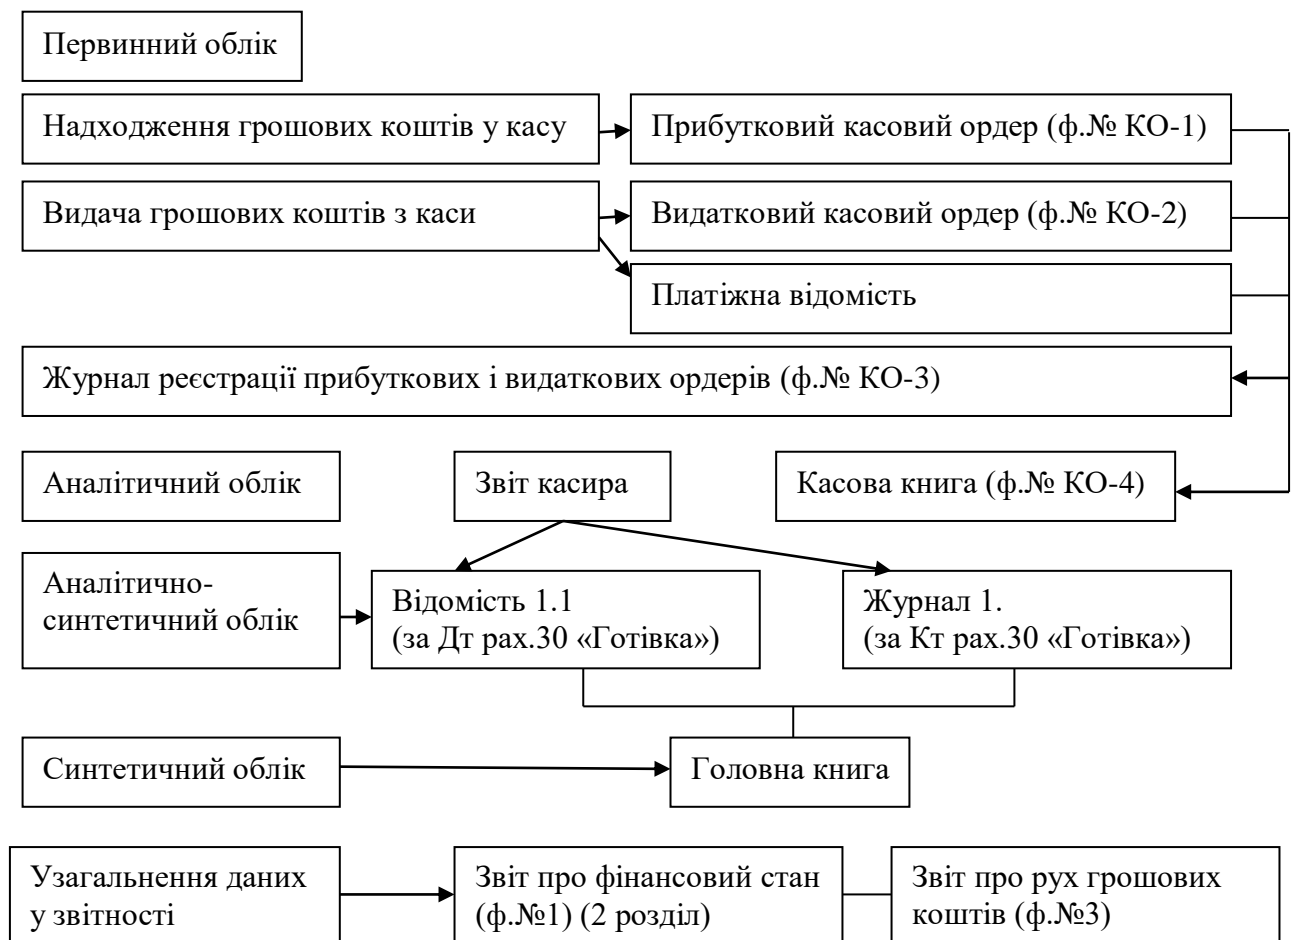 Первинний облік
Надходження грошових коштів у касу
Прибутковий касовий ордер (ф.№ КО-1)
Видача грошових коштів з каси
Видатковий касовий ордер (ф.№ КО-2)
Платіжна відомість
Журнал реєстрації прибуткових і видаткових ордерів (ф.№ КО-3)
Аналітичний облік
Звіт касира
Касова книга (ф.№ КО-4)
Аналітично-
синтетичний облік
Відомість 1.1
(за Дт рах.30 «Готівка»)
Журнал 1.
(за Кт рах.30 «Готівка»)
Синтетичний облік
Головна книга
Узагальнення даних
у звітності
Звіт про фінансовий стан
(ф.№1) (2 розділ)
Звіт про рух грошових
коштів (ф.№3)